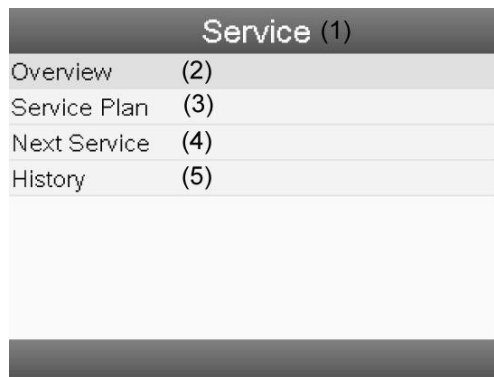 Service (1)
Overview (2)
Service Plan (3)
Next Service (4)
History (5)